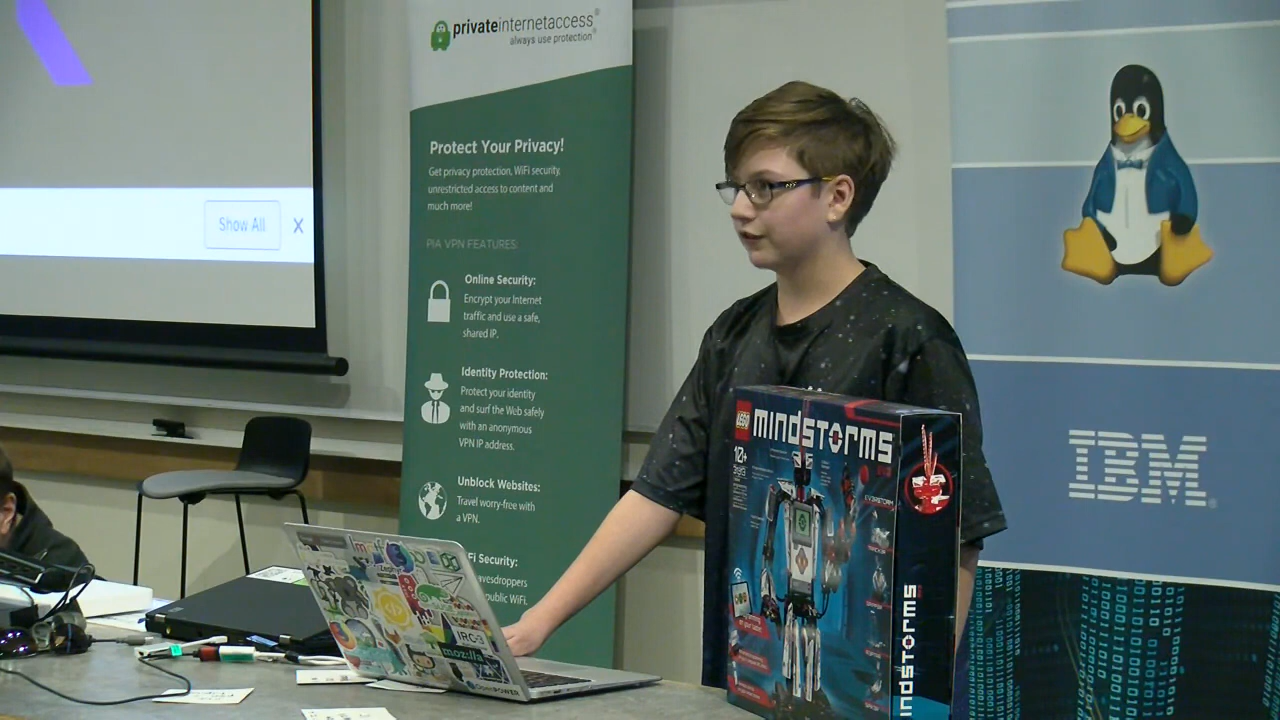 Show All
X
privateinternetaccess®
always use protection®
Protect Your Privacy!
Get privacy protection, WiFi security,
unrestricted access to content and
much more!
PIA VPN FEATURES:
Online Security:
Encrypt your Internet
traffic and use a safe,
shared IP.
Identity Protection:
Protect your identity
and surf the Web safely
with an anonymous
VPN IP address.
Unblock Websites:
Travel worry-free with
a VPN.
Fi Security:
public WiFi.
IBM®
LEGO
MINDSTORMS
10+
MINDSTORMS
IRC5
mozilla